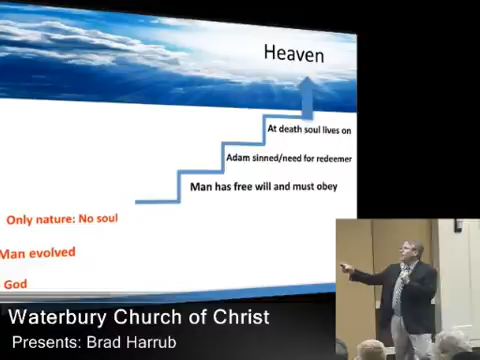 Heaven
At death soul lives on
Adam sinned/need for redeemer
Man has free will and must obey
Only nature: No soul
Man evolved
God
Waterbury Church of Christ
Presents: Brad Harrub